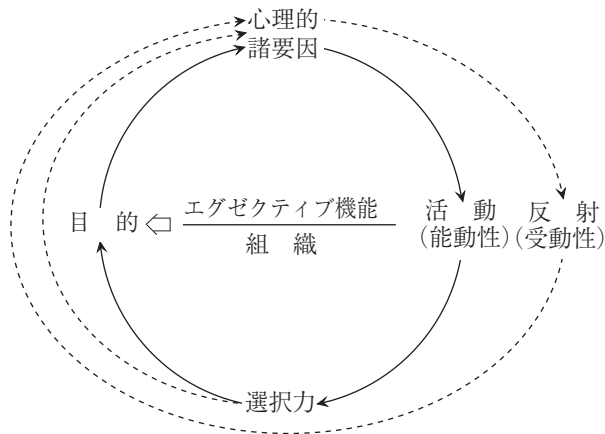 心理的
諸要因
エグゼクティブ機能
組　織
目　的
活　動
(能動性)
反　射
(受動性)
選択力